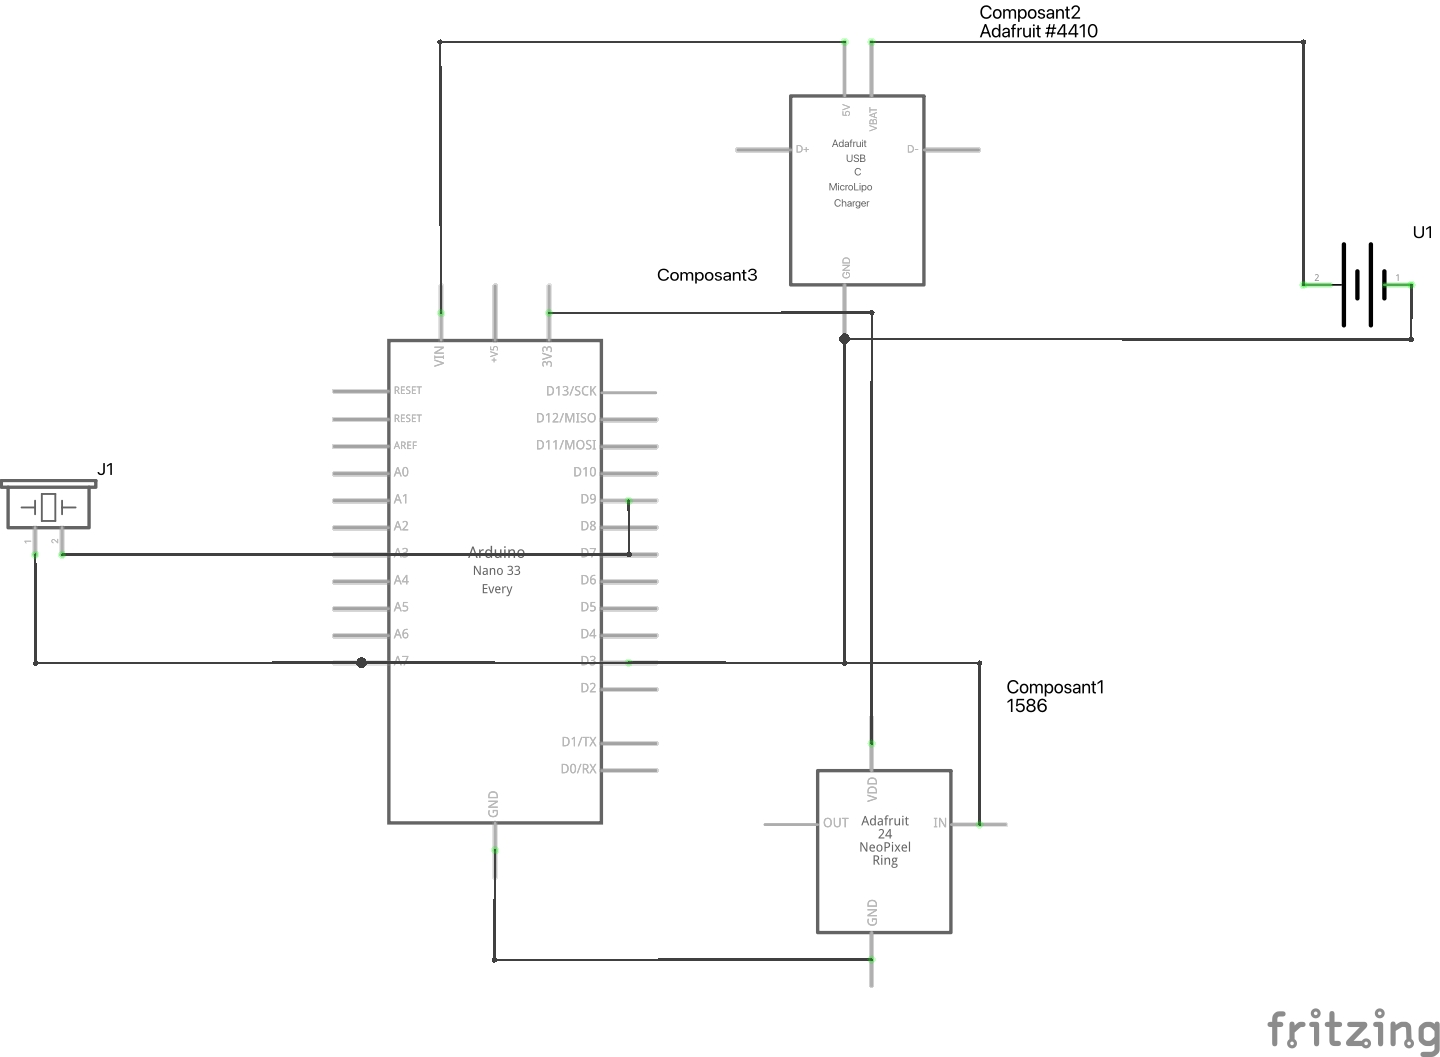 Composant2
Adafruit #4410
5V
VBAT
D+
D-
Adafruit
USB
C
MicroLipo
Charger
GND
U1
2
1
Composant3
VIN
+V5
3V3
RESET
RESET
AREF
A0
A1
A2
A3
A4
A5
A6
A7
D13/SCK
D12/MISO
D11/MOSI
D10
D9
D8
D7
D6
D5
D4
D3
D2
D1/TX
D0/RX
Arduino
Nano 33
Every
GND
J1
1
2
Composant1
1586
VDD
OUT
IN
Adafruit
24
NeoPixel
Ring
GND
fritzing